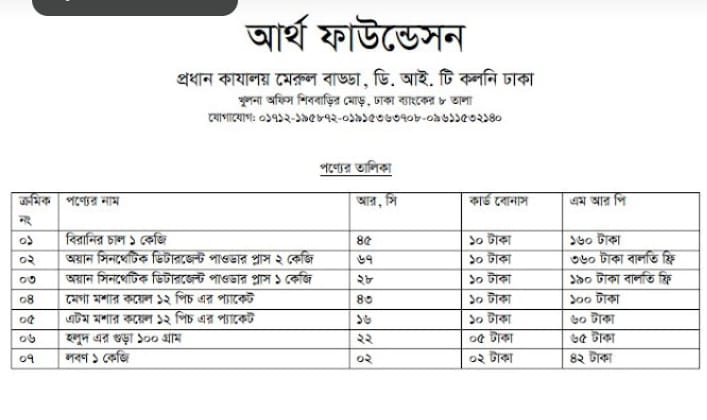 আর্থ ফাউন্ডেসন
প্রধান কাযালয় মেরুল বাড্ডা, ডি. আই. টি কলনি ঢাকা
খুলনা অফিস শিববাড়ির মোড়, ঢাকা ব্যাংকের ৮ তালা
যোগাযোগ: ০১৭১২-১৯৫৮৭২-০১৯১৫৩৬৩৭০৮-০৯৬১১৫৩২১৪০
পণ্যের তালিকা
ক্রমিক নং পণ্যের নাম আর, সি কার্ড বোনাস এম আর পি
০১ বিরানির চাল ১ কেজি ৪৫ ১০ টাকা ১৬০ টাকা
০২ অয়ান সিনথেটিক ডিটারজেন্ট পাওডার প্লাস ২ কেজি ৬৭ ১০ টাকা ৩৬০ টাকা বালতি ফ্রি
০৩ অয়ান সিনথেটিক ডিটারজেন্ট পাওডার প্লাস ১ কেজি ২৮ ১০ টাকা ১৯০ টাকা বালতি ফ্রি
০৪ মেগা মশার কয়েল ১২ পিচ এর প্যাকেট ৪৩ ১০ টাকা ১০০ টাকা
০৫ এটম মশার কয়েল ১২ পিচ এর প্যাকেট ১৬ ১০ টাকা ৬০ টাকা
০৬ হলুদ এর গুড়া ১০০ গ্রাম ২২ ০৫ টাকা ৬৫ টাকা
০৭ লবণ ১ কেজি ০২ ০২ টাকা ৪২ টাকা